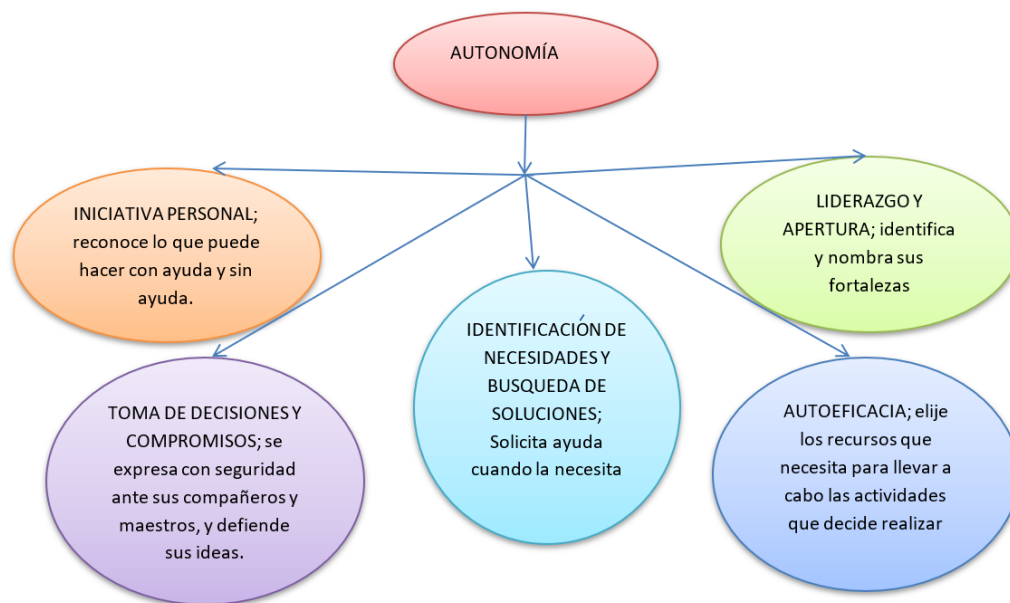 AUTONOMÍA
INICIATIVA PERSONAL;
reconoce lo que puede
hacer con ayuda y sin
ayuda.
LIDERAZGO Y
APERTURA; identifica
y nombra sus
fortalezas
TOMA DE DECISIONES Y
COMPROMISOS; se
expresa con seguridad
ante sus compañeros y
maestros, y defiende
sus ideas.
IDENTIFICACIÓN DE
NECESIDADES Y
BUSQUEDA DE
SOLUCIONES;
Solicita ayuda
cuando la necesita
AUTOEFICACIA; elije
los recursos que
necesita para llevar a
cabo las actividades
que decide realizar